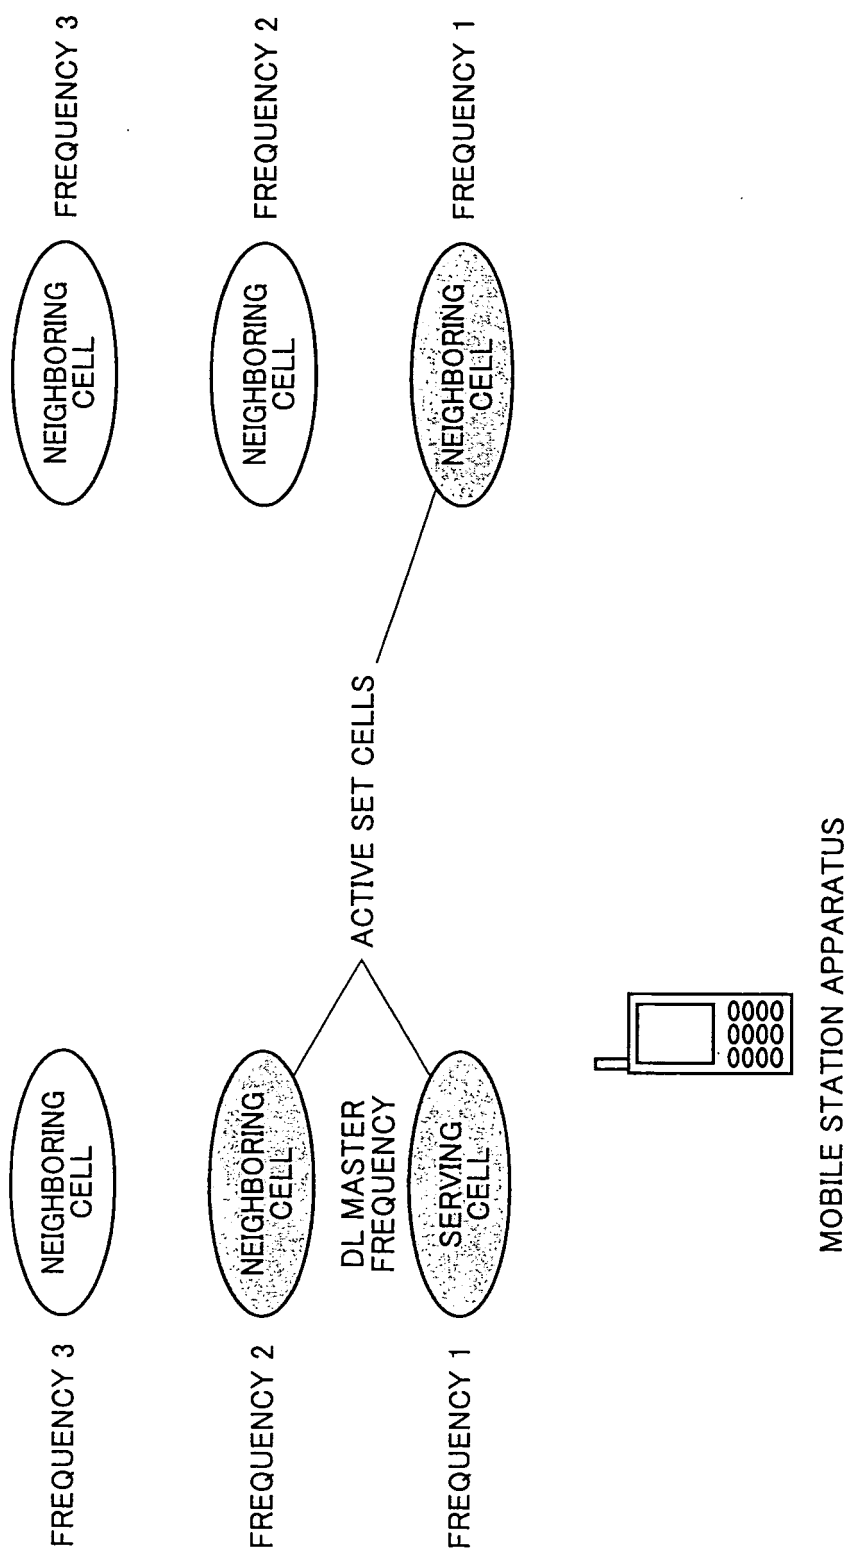 FREQUENCY 3
NEIGHBORING
CELL
NEIGHBORING
CELL
FREQUENCY 3
FREQUENCY 2
NEIGHBORING
CELL
NEIGHBORING
CELL
FREQUENCY 2
DL MASTER
FREQUENCY
ACTIVE SET CELLS
FREQUENCY 1
SERVING
CELL
NEIGHBORING
CELL
FREQUENCY 1
MOBILE STATION APPARATUS